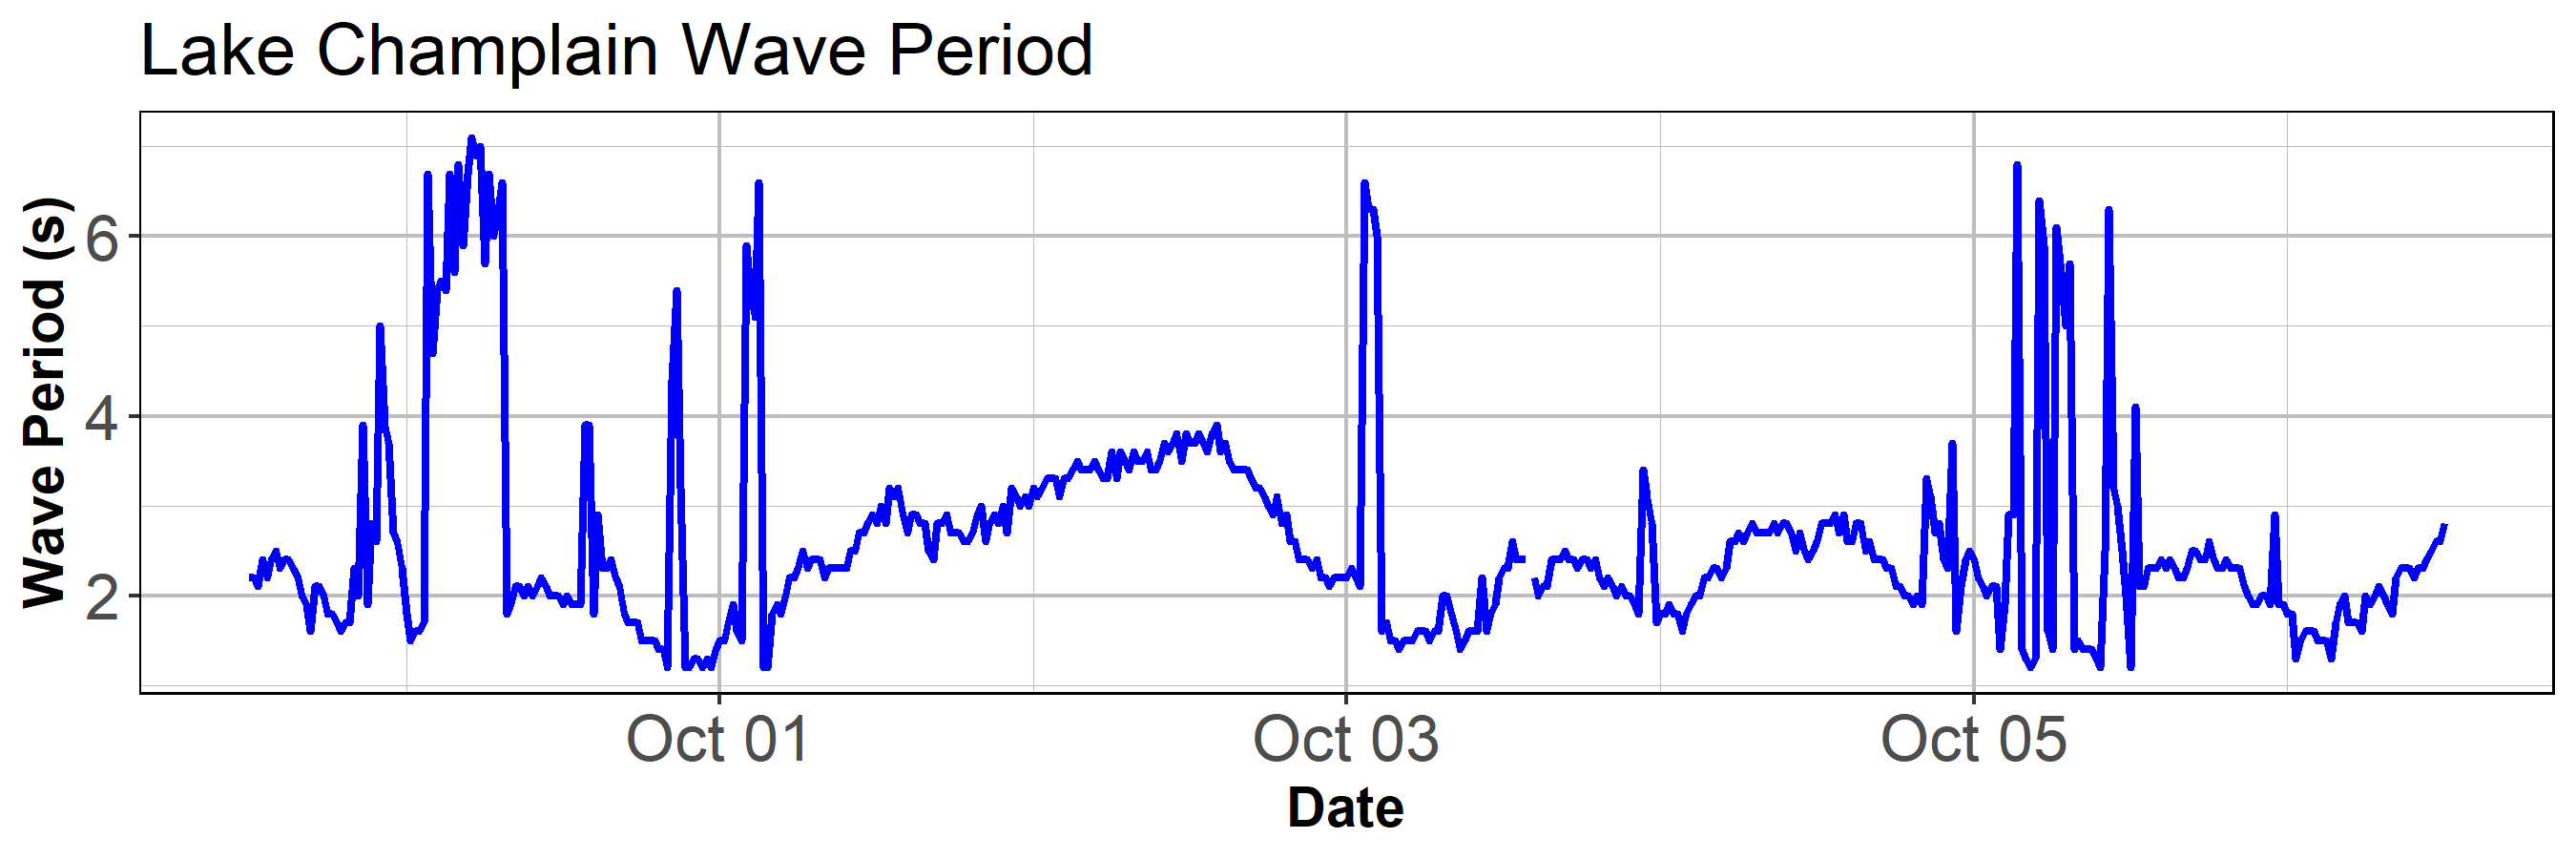 Lake Champlain Wave Period
Wave Period (s)
6
4
2
Oct 01
Oct 03
Oct 05
Date